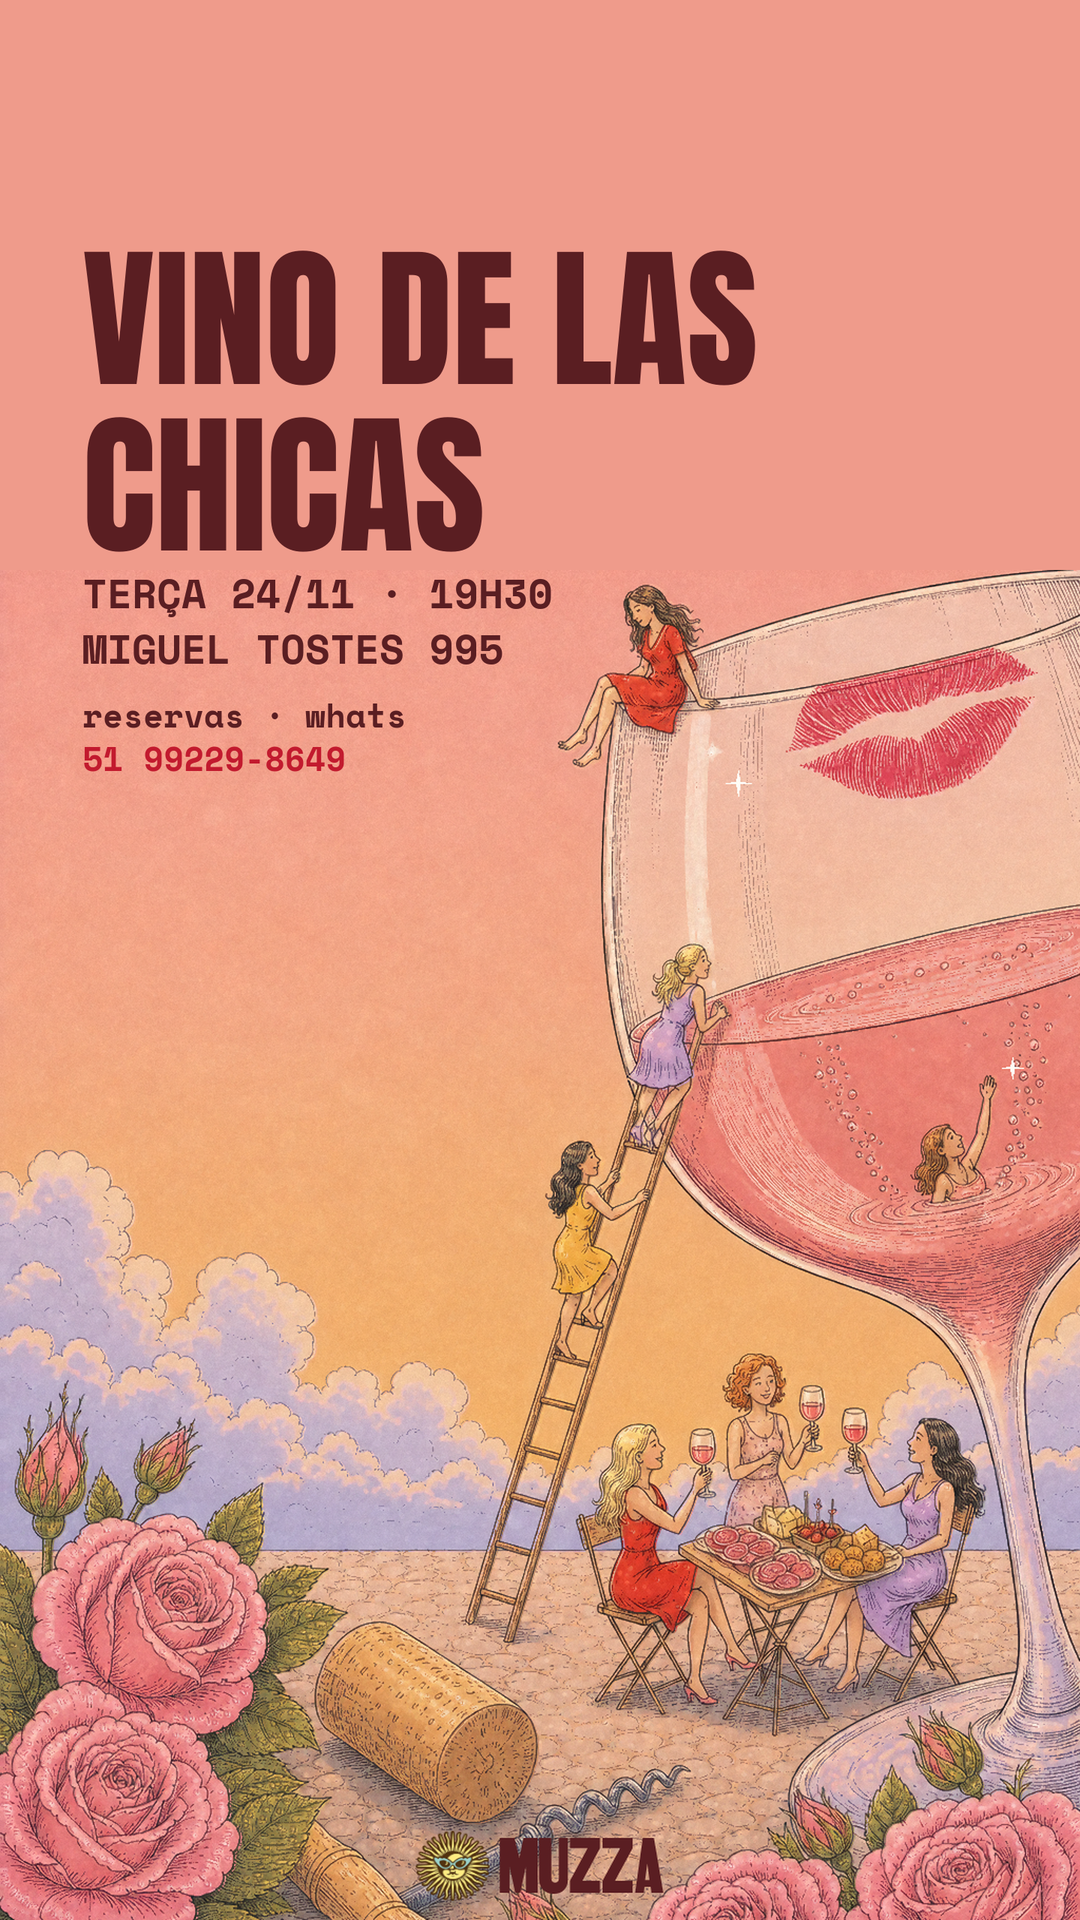 VINO DE LAS
CHICAS
TERÇA 24/11 · 19H30
MIGUEL TOSTES 995
reservas · whats
51 99229-8649
MUZZA